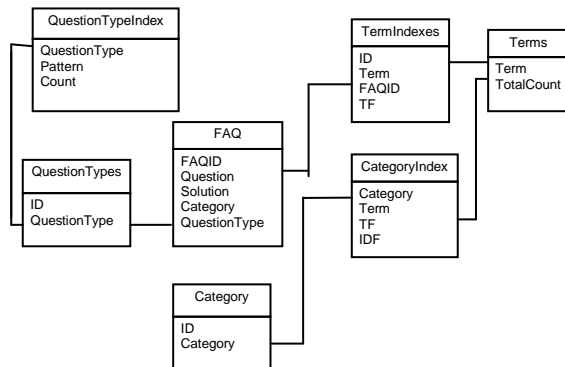 QuestionTypeIndex
QuestionType
Pattern
Count
TermIndexes
ID
Term
FAQID
TF
Terms
Term
TotalCount
FAQ
FAQID
Question
Solution
Category
QuestionType
QuestionTypes
ID
QuestionType
CategoryIndex
Category
Term
TF
IDF
Category
ID
Category